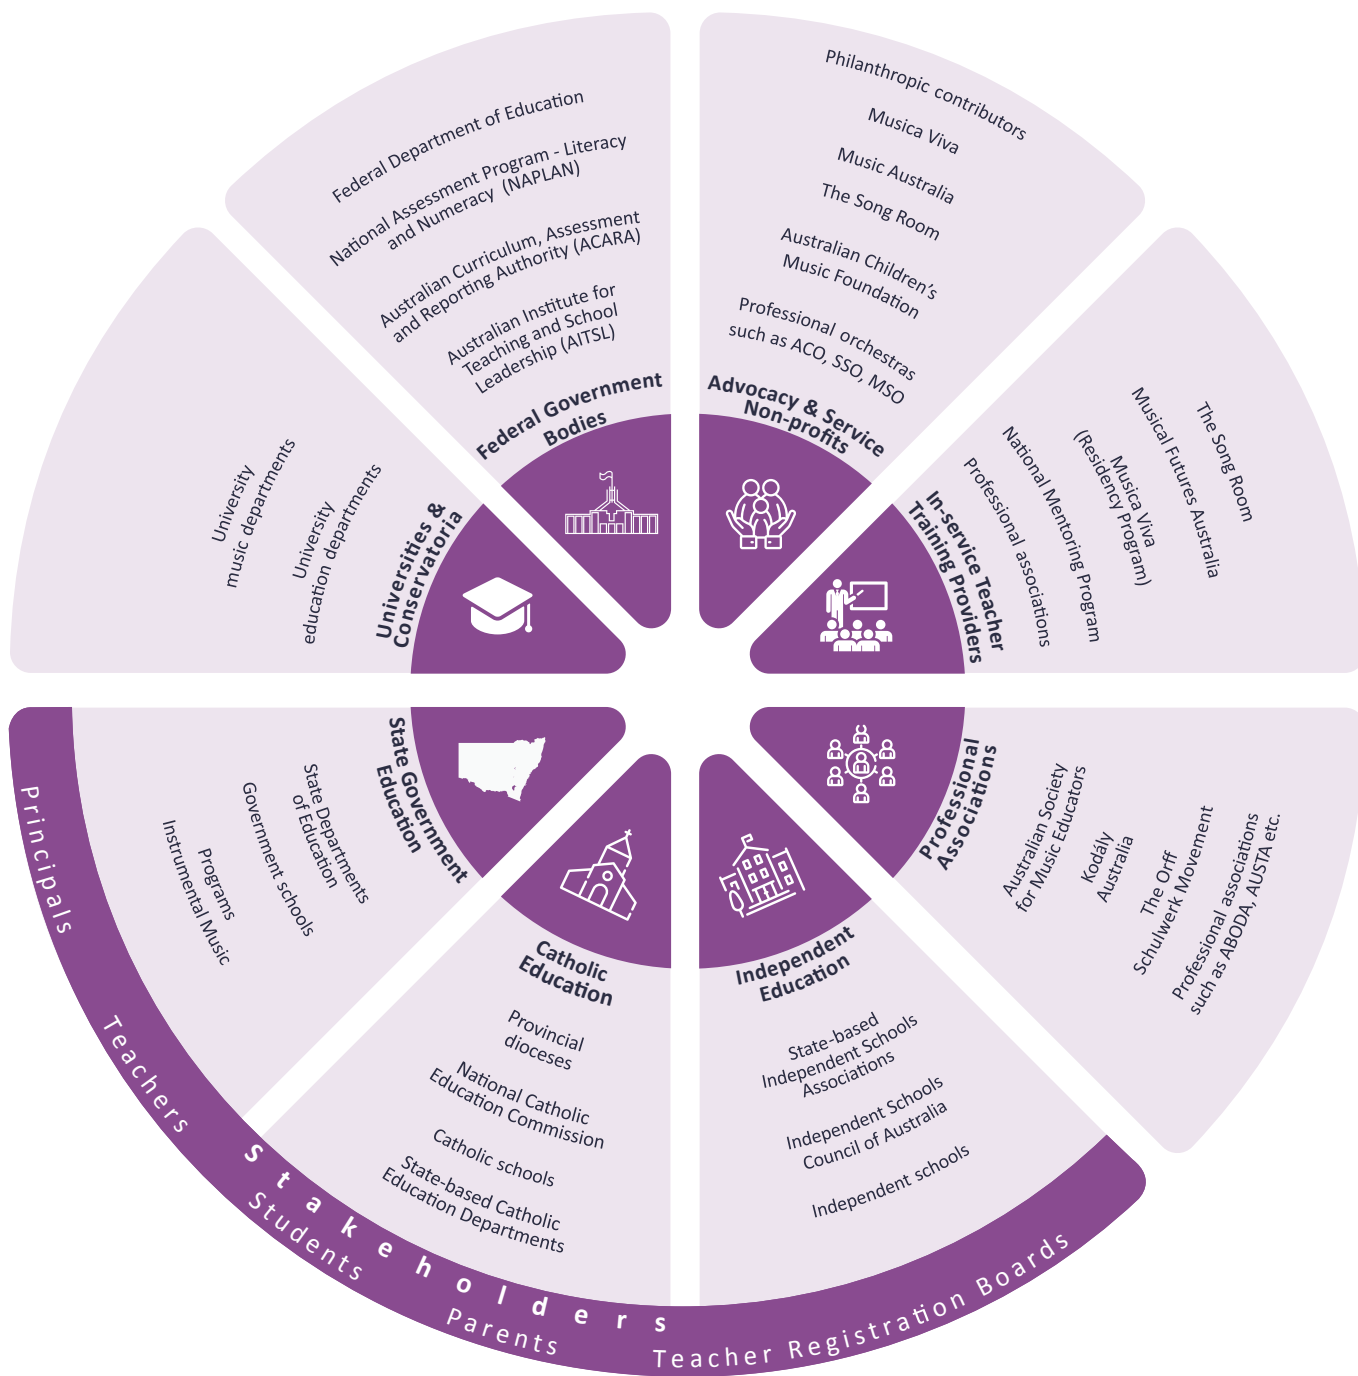 Federal Department of Education
National Assessment Program - Literacy
and Numeracy (NAPLAN)
Australian Curriculum, Assessment
and Reporting Authority (ACARA)
Australian Institute for
Teaching and School
Leadership (AITSL)
Federal Government
Bodies
Philanthropic contributors
Musica Viva
Music Australia
The Song Room
Australian Children’s
Music Foundation
Professional orchestras
such as ACO, SSO, MSO
Advocacy & Service
Non-profits
The Song Room
Musical Futures Australia
Musica Viva
(Residency Program)
National Mentoring Program
Professional associations
In-service Teacher
Training Providers
Professional
Associations
Australian Society
for Music Educators
Kodály
Australia
The Orff
Schulwerk Movement
Professional associations
such as ABODA, AUSTA etc.
Independent
Education
State-based
Independent Schools
Associations
Independent Schools
Council of Australia
Independent schools
Catholic
Education
Provincial
dioceses
National Catholic
Education Commission
Catholic schools
State-based Catholic
Education Departments
State Government
Education
State Departments
of Education
Government schools
Programs
Instrumental Music
Universities &
Conservatoria
University
music departments
University
education departments
Stakeholders
Principals
Teachers
Students
Parents
Teacher Registration Boards